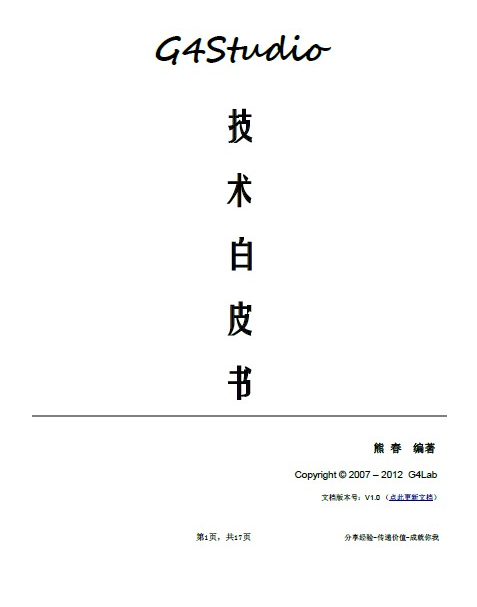 G4Studio
技
术
白
皮
书
熊 春 编著
Copyright © 2007 – 2012 G4Lab
文档版本号：V1.0 （点此更新文档）
第1页，共17页 分享经验-传递价值-成就你我